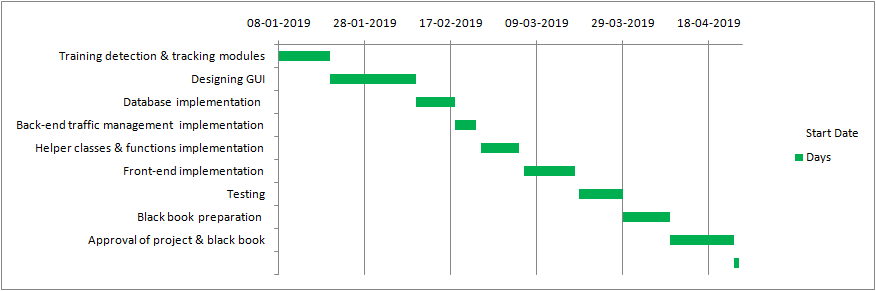 08-01-2019 28-01-2019 17-02-2019 09-03-2019 29-03-2019 18-04-2019
Training detection & tracking modules
Designing GUI
Database implementation
Back-end traffic management implementation
Helper classes & functions implementation
Front-end implementation
Testing
Black book preparation
Approval of project & black book
Start Date
Days